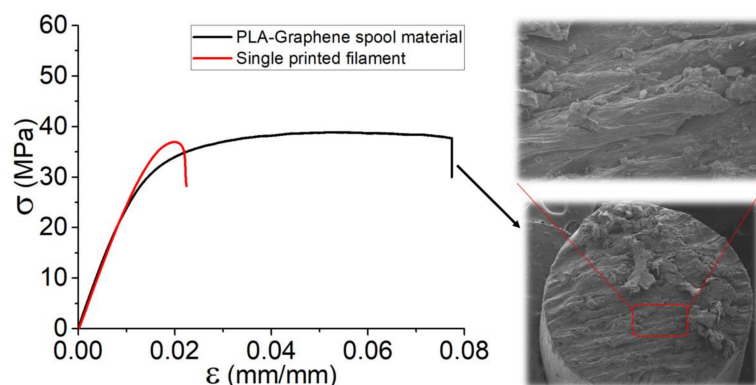 60
50
40
30
20
10
0
σ (MPa)
PLA-Graphene spool material
Single printed filament
0.00 0.02 0.04 0.06 0.08
ε (mm/mm)